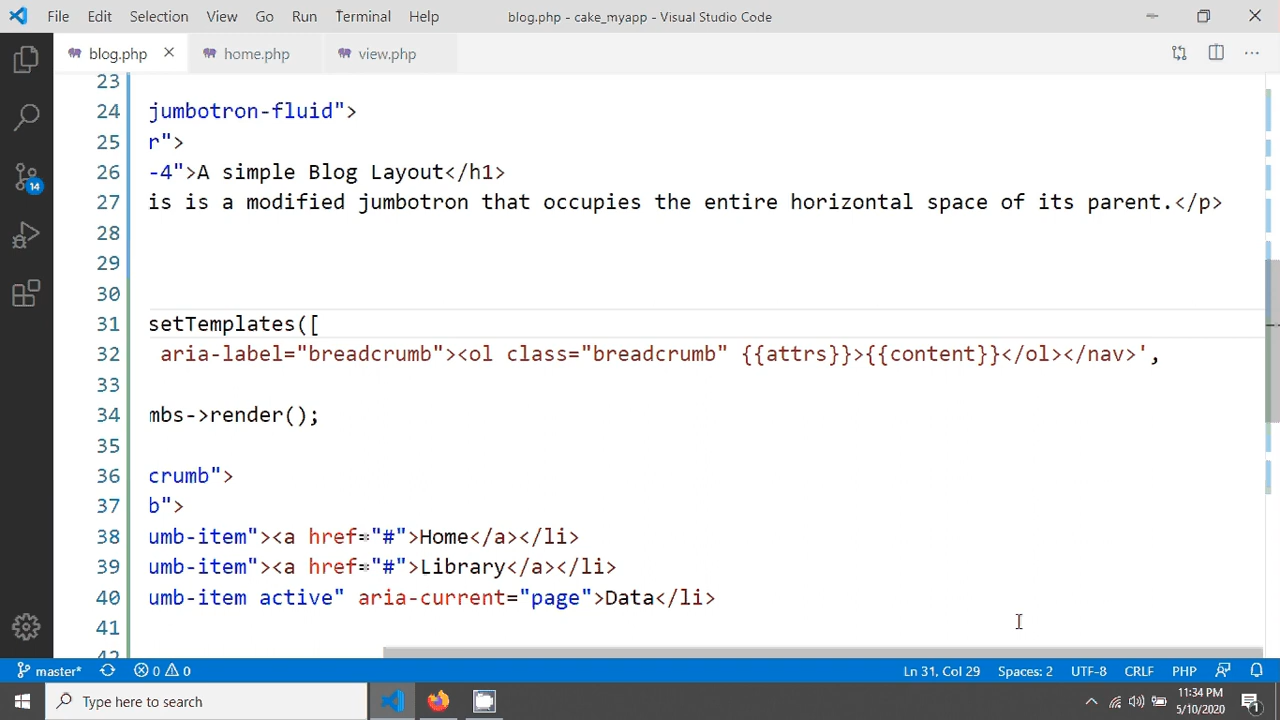 File Edit Selection View Go Run Terminal Help blog.php - cake_myapp - Visual Studio Code
blog.php home.php view.php
23
24 jumbotron-fluid">
25 r">
26 -4">A simple Blog Layout</h1>
27 is is a modified jumbotron that occupies the entire horizontal space of its parent.</p>
28
29
30
31 setTemplates([
32 aria-label="breadcrumb"><ol class="breadcrumb" {{attrs}}>{{content}}</ol></nav>',
33
34 mbs->render();
35
36 crumb">
37 b">
38 umb-item"><a href="#">Home</a></li>
39 umb-item"><a href="#">Library</a></li>
40 umb-item active" aria-current="page">Data</li>
41
42
14
master* 0 0 Ln 31, Col 29 Spaces: 2 UTF-8 CRLF PHP
Type here to search
11:34 PM
5/10/2020
1